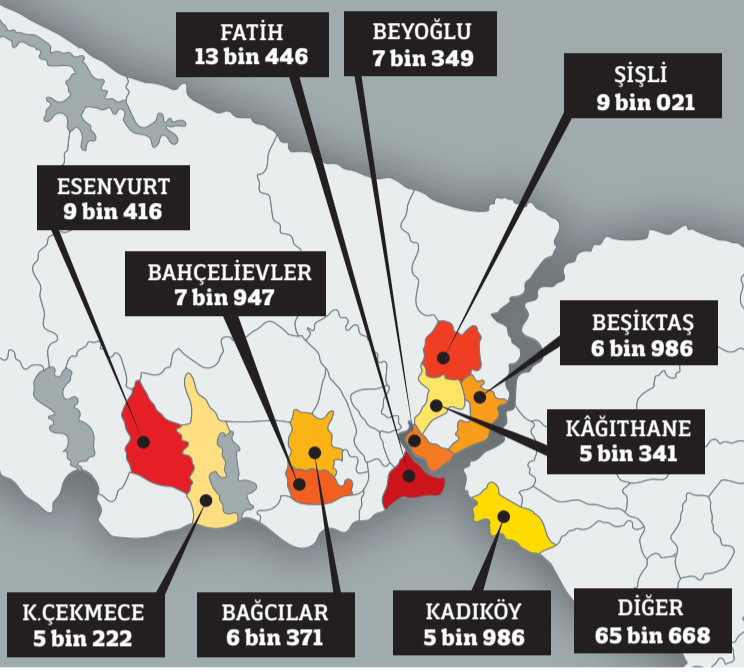 FATİH
13 bin 446
BEYOĞLU
7 bin 349
ŞİŞLİ
9 bin 021
ESENYURT
9 bin 416
BAHÇELİEVLER
7 bin 947
BEŞİKTAŞ
6 bin 986
KÂĞITHANE
5 bin 341
K.ÇEKMECE
5 bin 222
BAĞCILAR
6 bin 371
KADIKÖY
5 bin 986
DİĞER
65 bin 668